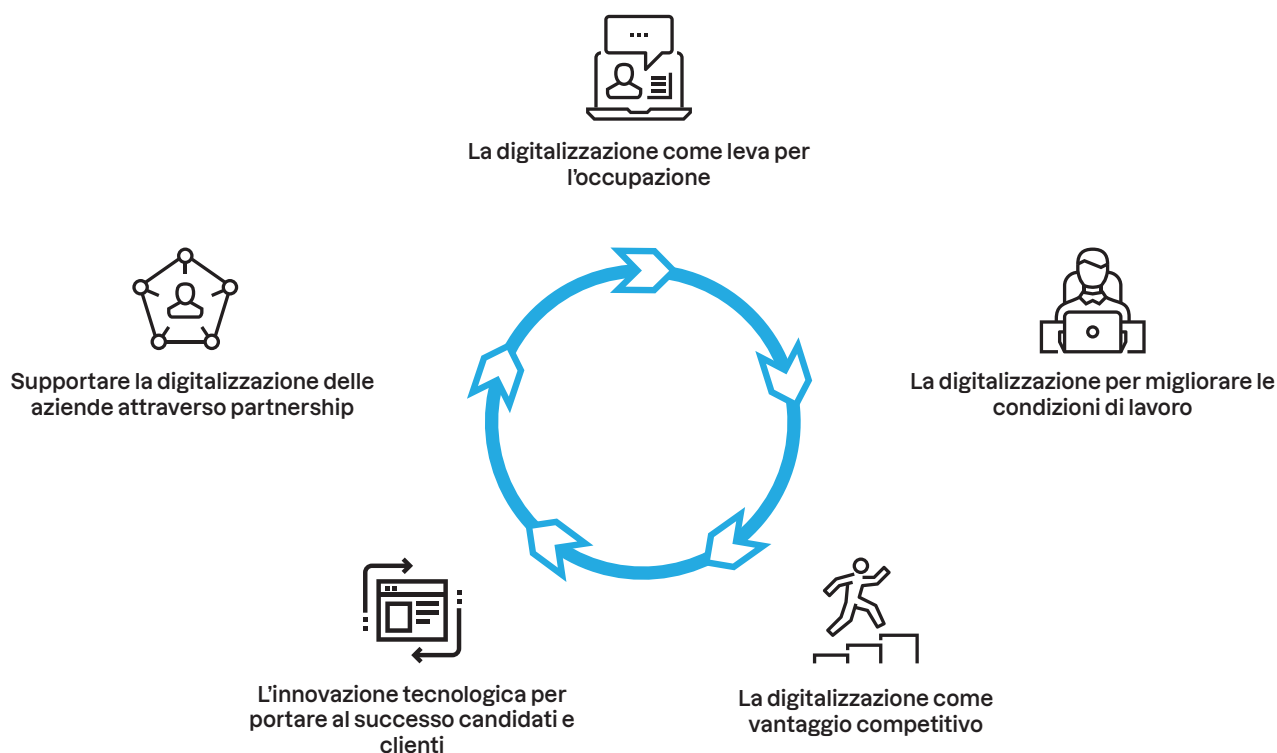 La digitalizzazione come leva per
l’occupazione
Supportare la digitalizzazione delle
aziende attraverso partnership
La digitalizzazione per migliorare le
condizioni di lavoro
L’innovazione tecnologica per
portare al successo candidati e
clienti
La digitalizzazione come
vantaggio competitivo